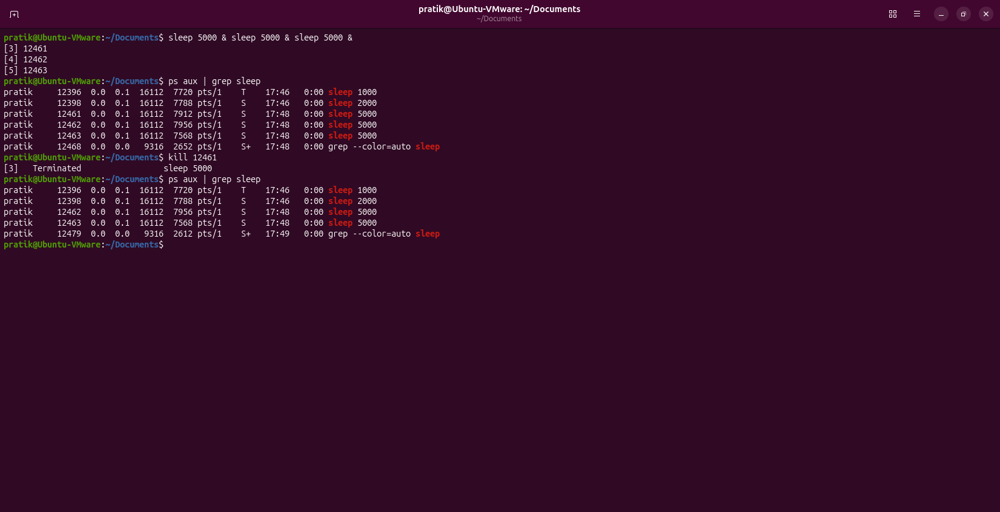 pratik@Ubuntu-VMware: ~/Documents
~/Documents
pratik@Ubuntu-VMware:~/Documents$ sleep 5000 & sleep 5000 & sleep 5000 &
[3] 12461
[4] 12462
[5] 12463
pratik@Ubuntu-VMware:~/Documents$ ps aux | grep sleep
pratik     12396  0.0  0.1  16112  7720 pts/1    T    17:46   0:00 sleep 1000
pratik     12398  0.0  0.1  16112  7788 pts/1    S    17:46   0:00 sleep 2000
pratik     12461  0.0  0.1  16112  7912 pts/1    S    17:48   0:00 sleep 5000
pratik     12462  0.0  0.1  16112  7956 pts/1    S    17:48   0:00 sleep 5000
pratik     12463  0.0  0.1  16112  7568 pts/1    S    17:48   0:00 sleep 5000
pratik     12468  0.0  0.0   9316  2652 pts/1    S+   17:48   0:00 grep --color=auto sleep
pratik@Ubuntu-VMware:~/Documents$ kill 12461
[3]   Terminated                 sleep 5000
pratik@Ubuntu-VMware:~/Documents$ ps aux | grep sleep
pratik     12396  0.0  0.1  16112  7720 pts/1    T    17:46   0:00 sleep 1000
pratik     12398  0.0  0.1  16112  7788 pts/1    S    17:46   0:00 sleep 2000
pratik     12462  0.0  0.1  16112  7956 pts/1    S    17:48   0:00 sleep 5000
pratik     12463  0.0  0.1  16112  7568 pts/1    S    17:48   0:00 sleep 5000
pratik     12479  0.0  0.0   9316  2612 pts/1    S+   17:49   0:00 grep --color=auto sleep
pratik@Ubuntu-VMware:~/Documents$